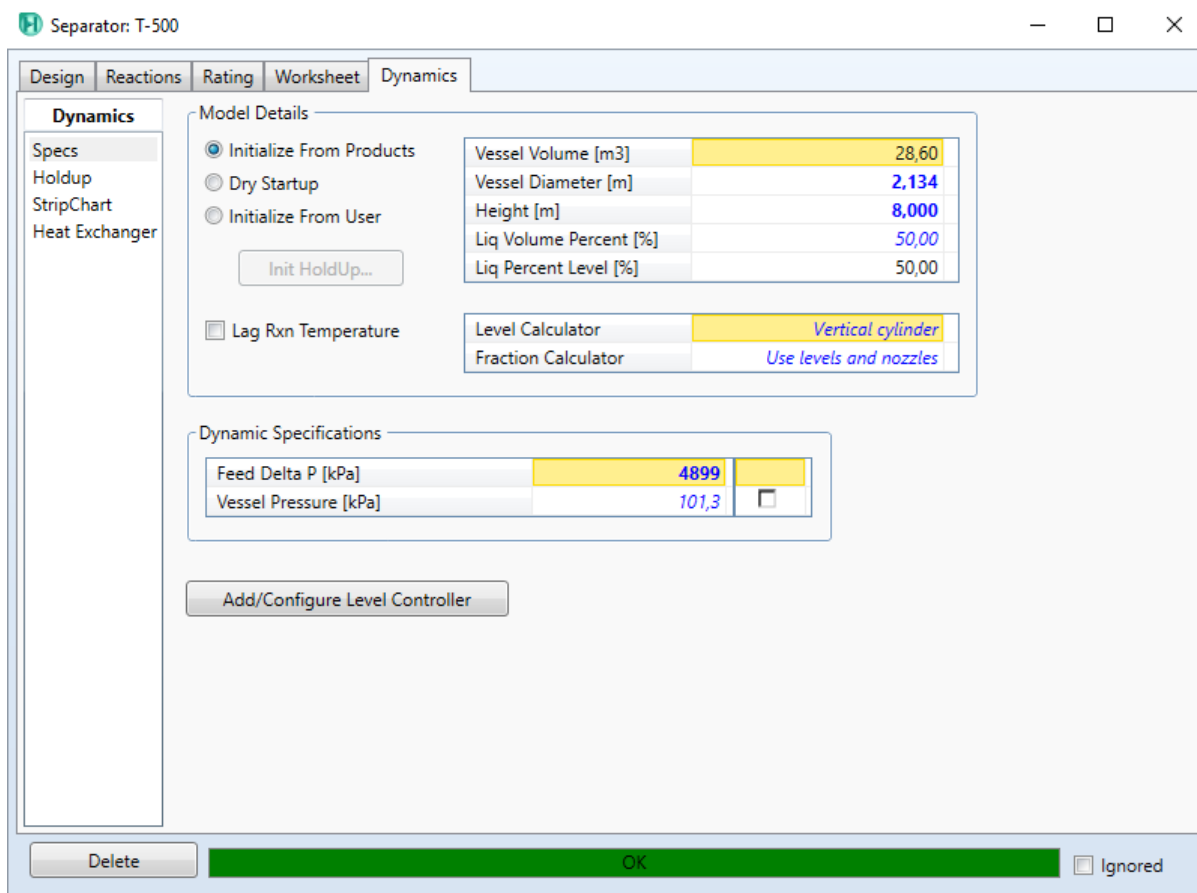 Separator: T-500
Design Reactions Rating Worksheet Dynamics
Dynamics
Specs
Holdup
StripChart
Heat Exchanger
Model Details
Initialize From Products
Dry Startup
Initialize From User
Init HoldUp...
Lag Rxn Temperature
Vessel Volume [m3] 28,60
Vessel Diameter [m] 2,134
Height [m] 8,000
Liq Volume Percent [%] 50,00
Liq Percent Level [%] 50,00
Level Calculator Vertical cylinder
Fraction Calculator Use levels and nozzles
Dynamic Specifications
Feed Delta P [kPa] 4899
Vessel Pressure [kPa] 101,3
Add/Configure Level Controller
Delete OK Ignored